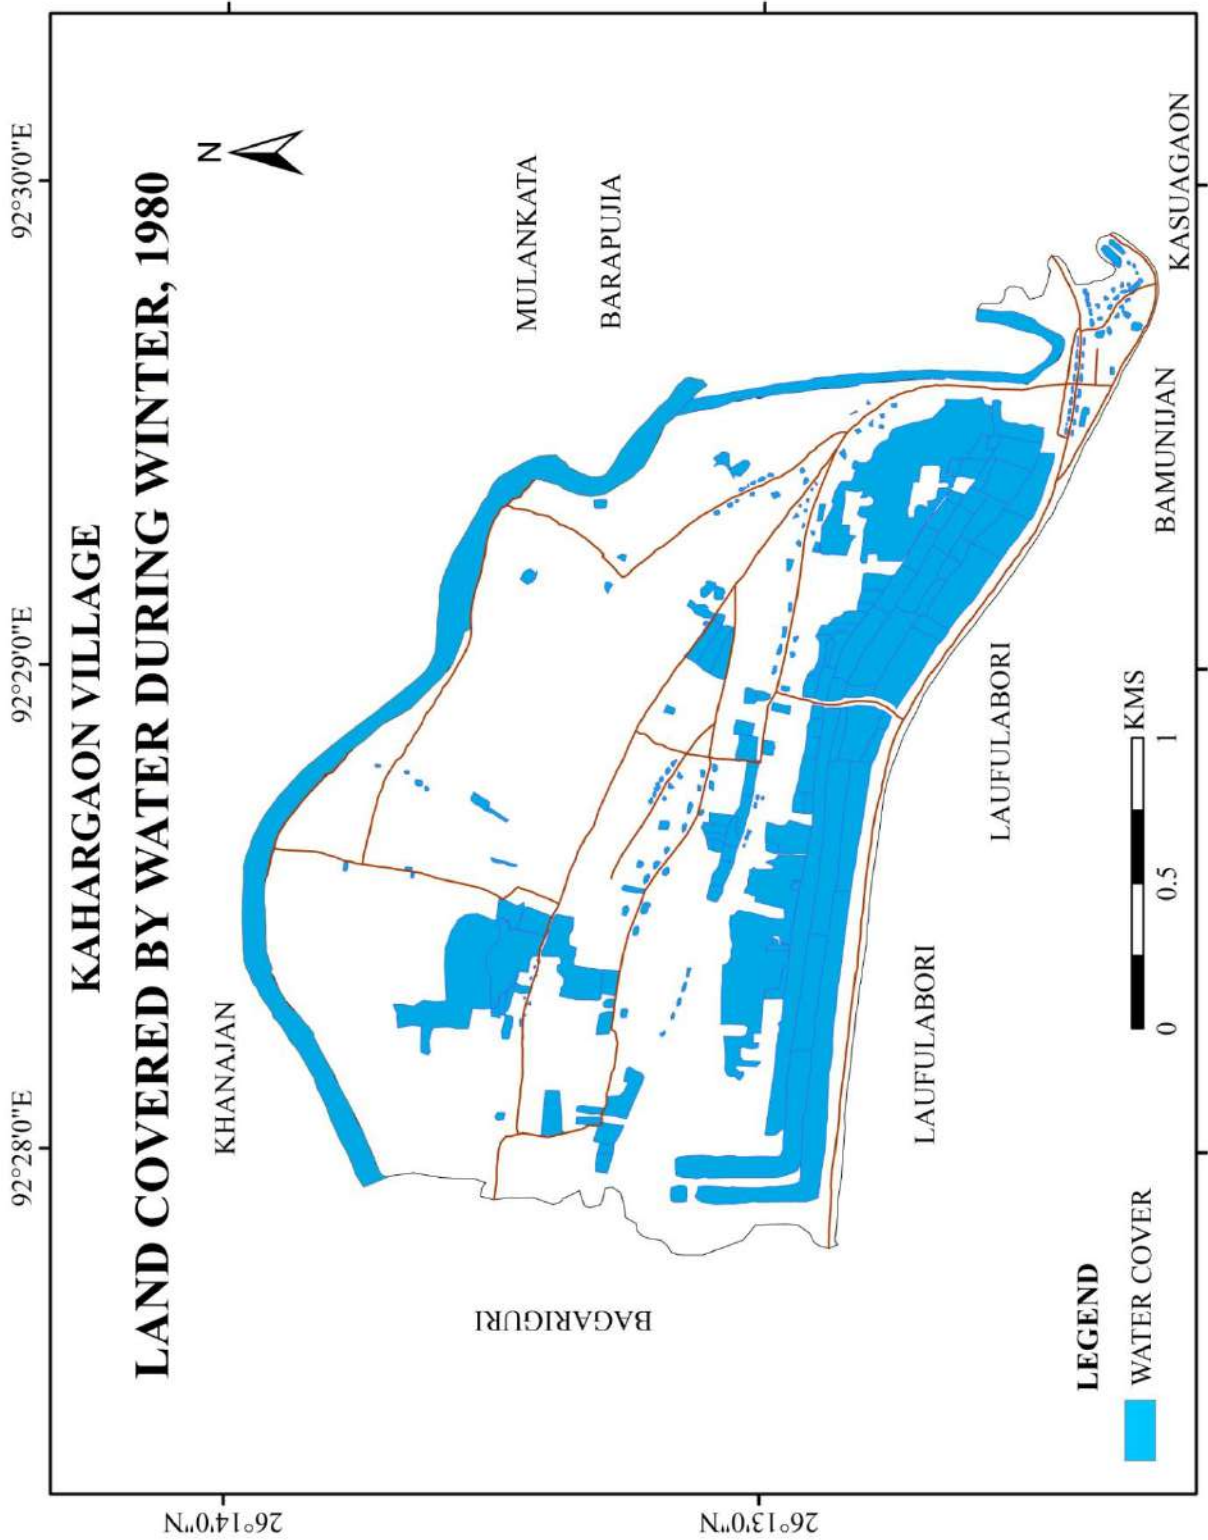 KAHARGAON VILLAGE
LAND COVERED BY WATER DURING WINTER, 1980
92°28'0"E
92°29'0"E
92°30'0"E
N
26°14'0"N
26°13'0"N
KHANAJAN
MULANKATA
BARAPUJIA
BAGARIGURI
LAUFULABORI
LAUFULABORI
BAMUNIJAN
KASUAGON
LEGEND
WATER COVER
0 0.5 1
KMS